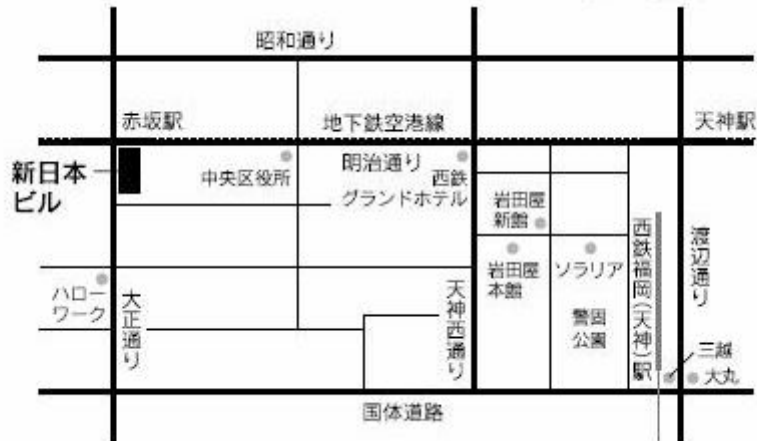 昭和通り
赤坂駅
地下鉄空港線
天神駅
新日本
ビル
中央区役所
明治通り
西鉄
グランドホテル
岩田屋
新館
西鉄福岡(天神)駅
渡辺通り
岩田屋
本館
ソラリア
ハロー
ワーク
大正通り
天神西通り
警固
公園
三越
大丸
国体道路